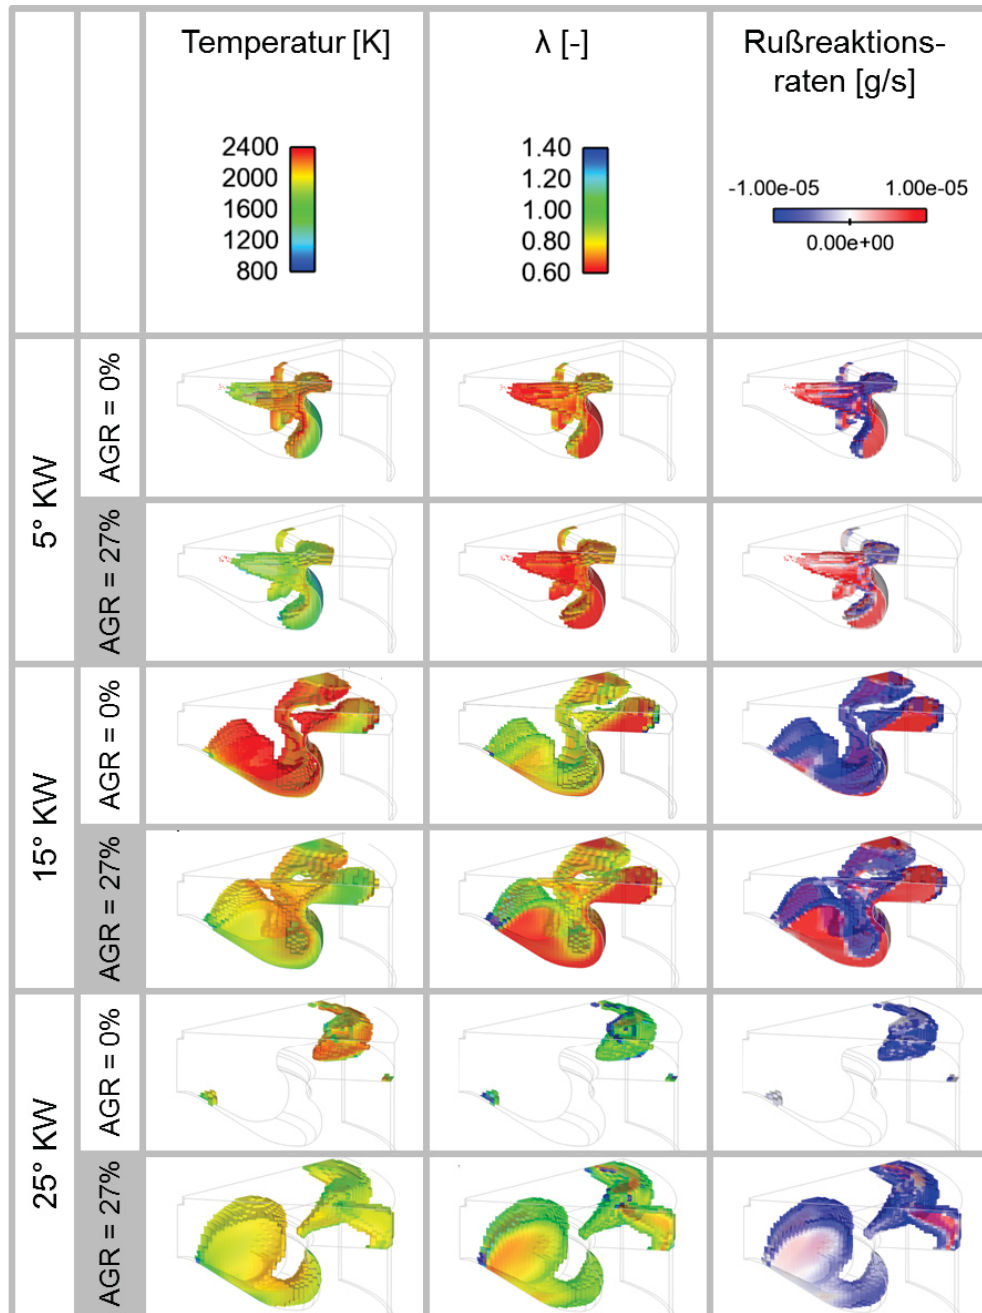 Temperatur [K]
λ [-]
Rußreaktions-
raten [g/s]
2400
2000
1600
1200
800
1.40
1.20
1.00
0.80
0.60
-1.00e-05
1.00e-05
0.00e+00
5° KW
AGR = 0%
AGR = 27%
15° KW
AGR = 0%
AGR = 27%
25° KW
AGR = 0%
AGR = 27%